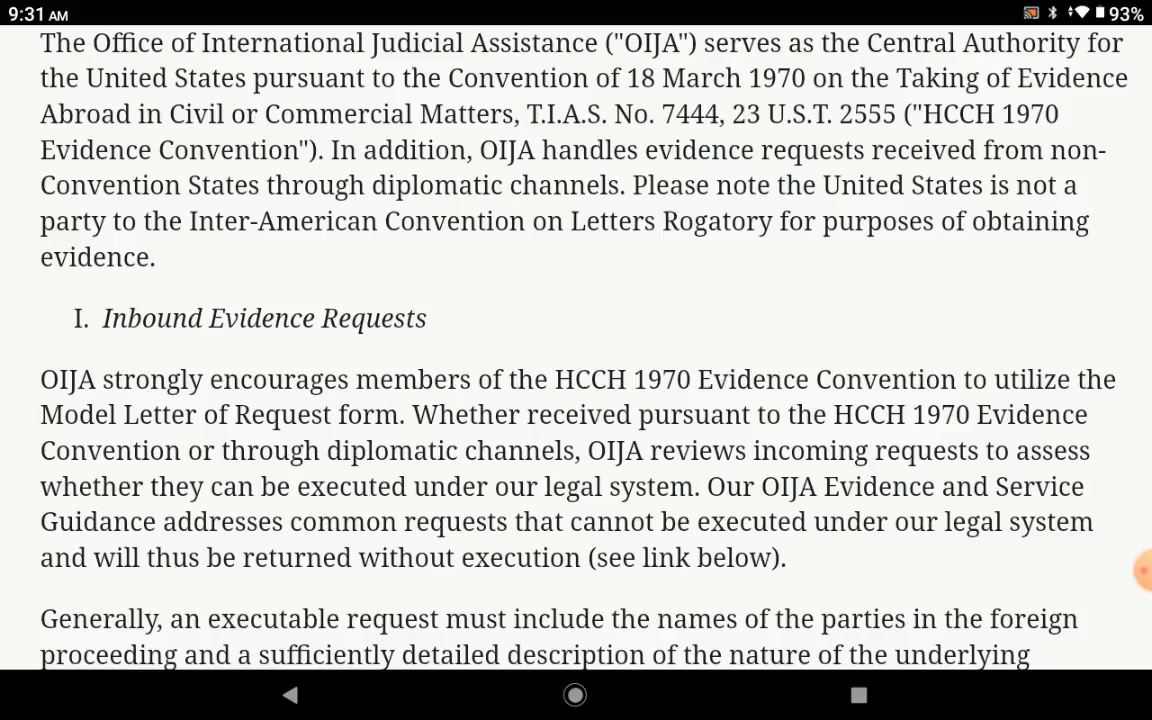 9:31 AM
93%
The Office of International Judicial Assistance ("OIJA") serves as the Central Authority for
the United States pursuant to the Convention of 18 March 1970 on the Taking of Evidence
Abroad in Civil or Commercial Matters, T.I.A.S. No. 7444, 23 U.S.T. 2555 ("HCCH 1970
Evidence Convention"). In addition, OIJA handles evidence requests received from non-
Convention States through diplomatic channels. Please note the United States is not a
party to the Inter-American Convention on Letters Rogatory for purposes of obtaining
evidence.
I. Inbound Evidence Requests
OIJA strongly encourages members of the HCCH 1970 Evidence Convention to utilize the
Model Letter of Request form. Whether received pursuant to the HCCH 1970 Evidence
Convention or through diplomatic channels, OIJA reviews incoming requests to assess
whether they can be executed under our legal system. Our OIJA Evidence and Service
Guidance addresses common requests that cannot be executed under our legal system
and will thus be returned without execution (see link below).
Generally, an executable request must include the names of the parties in the foreign
proceeding and a sufficiently detailed description of the nature of the underlying